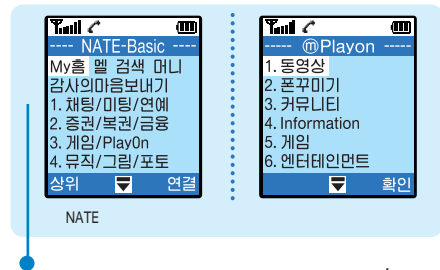 ---- NATE-Basic ----
My홈 멜 검색 머니
감사의마음보내기
1. 채팅/미팅/연예
2. 증권/복권/금융
3. 게임/PlayOn
4. 뮤직/그림/포토
상위 연결
----- ⓜPlayon -----
1. 동영상
2. 폰꾸미기
3. 커뮤니티
4. Information
5. 게임
6. 엔터테인먼트
확인
NATE